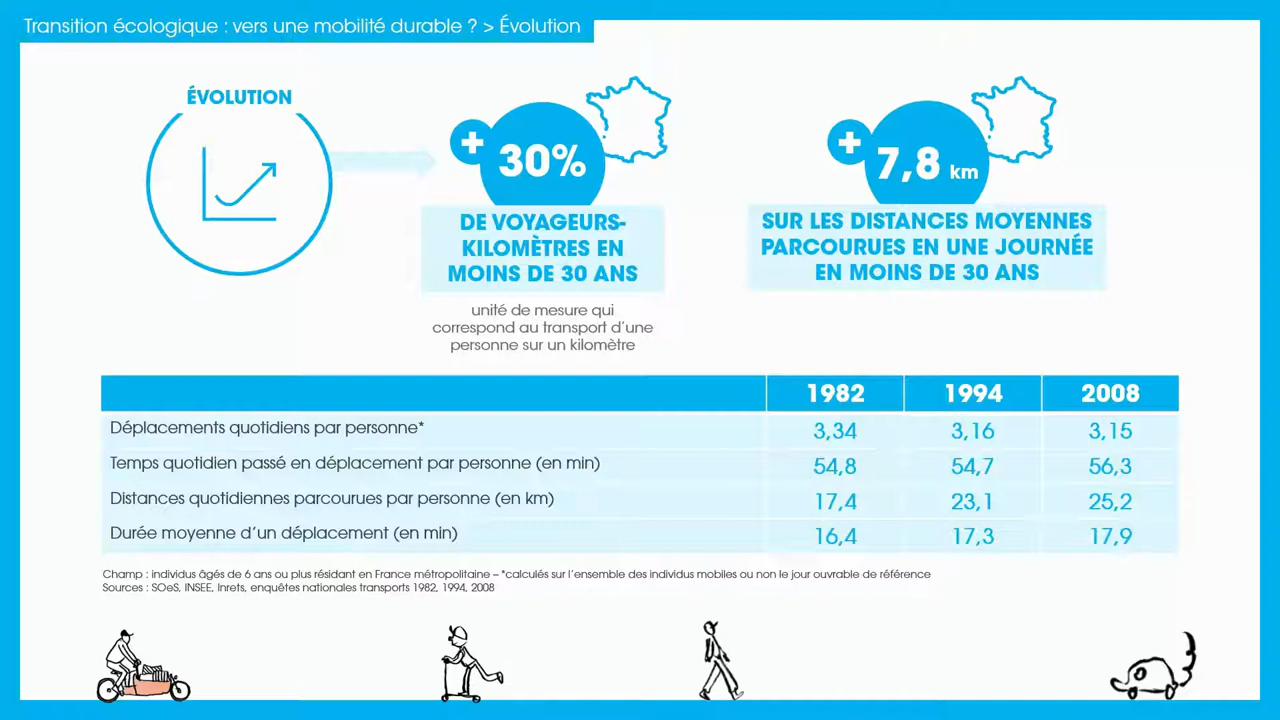 Transition écologique : vers une mobilité durable ? > Évolution
ÉVOLUTION
+ 30%
DE VOYAGEURS-
KILOMÈTRES EN
MOINS DE 30 ANS
unité de mesure qui
correspond au transport d’une
personne sur un kilomètre
+ 7,8 km
SUR LES DISTANCES MOYENNES
PARCOURUES EN UNE JOURNÉE
EN MOINS DE 30 ANS
1982 1994 2008
Déplacements quotidiens par personne* 3,34 3,16 3,15
Temps quotidien passé en déplacement par personne (en min) 54,8 54,7 56,3
Distances quotidiennes parcourues par personne (en km) 17,4 23,1 25,2
Durée moyenne d’un déplacement (en min) 16,4 17,3 17,9
Champ : individus âgés de 6 ans ou plus résidant en France métropolitaine – *calculés sur l’ensemble des individus mobiles ou non le jour ouvrable de référence
Sources : SOeS, INSEE, Inrets, enquêtes nationales transports 1982, 1994, 2008